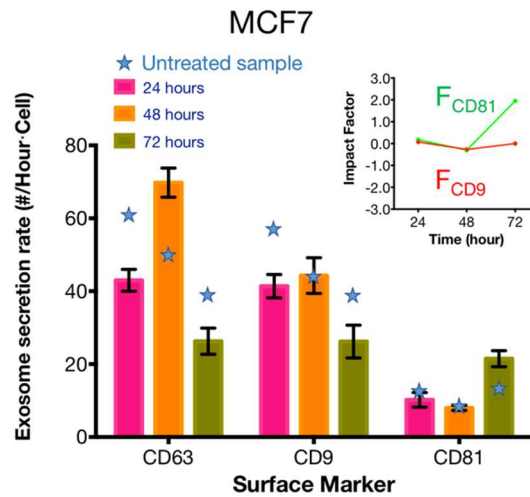 MCF7
Untreated sample
24 hours
48 hours
72 hours
Exosome secretion rate (#/Hour·Cell)
80
60
40
20
0
CD63
CD9
CD81
Surface Marker
Impact Factor
3.0
2.0
1.0
0.0
-1.0
-2.0
-3.0
FCD81
FCD9
24
48
72
Time (hour)